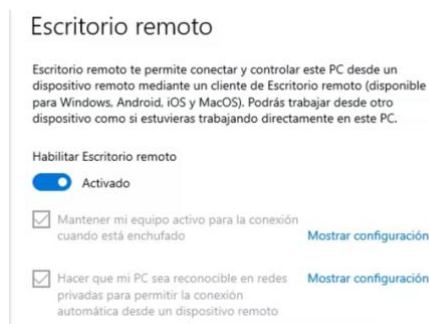 Escritorio remoto
Escritorio remoto te permite conectar y controlar este PC desde un
dispositivo remoto mediante un cliente de Escritorio remoto (disponible
para Windows, Android, iOS y MacOS). Podrás trabajar desde otro
dispositivo como si estuvieras trabajando directamente en este PC.
Habilitar Escritorio remoto
Activado
Mantener mi equipo activo para la conexión
cuando está enchufado Mostrar configuración
Hacer que mi PC sea reconocible en redes Mostrar configuración
privadas para permitir la conexión
automática desde un dispositivo remoto